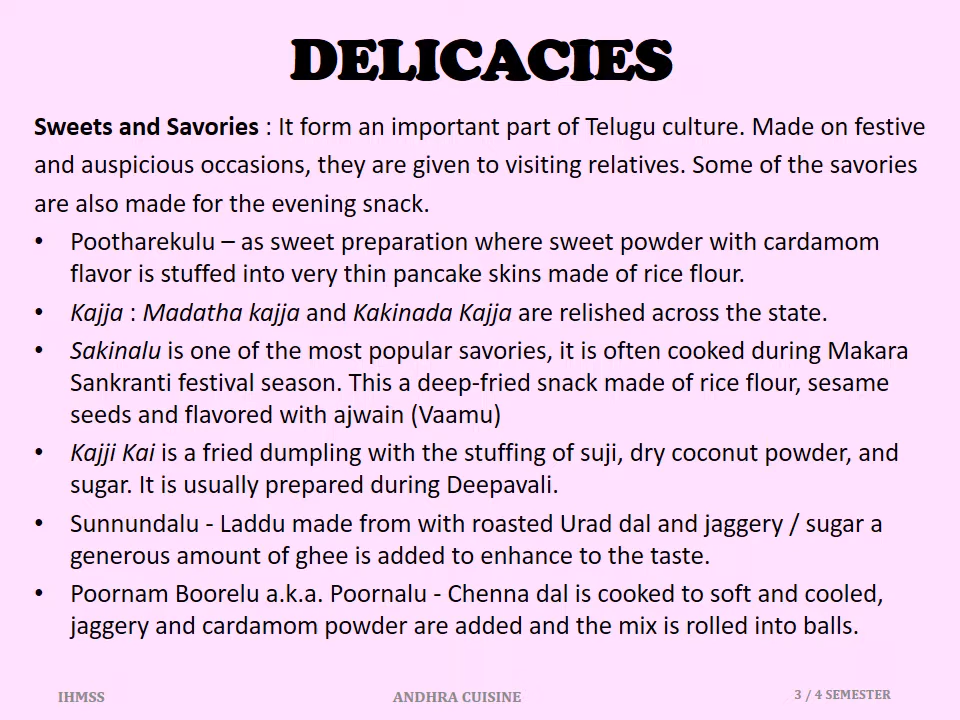 DELICACIES
Sweets and Savories : It form an important part of Telugu culture. Made on festive
and auspicious occasions, they are given to visiting relatives. Some of the savories
are also made for the evening snack.
• Pootharekulu – as sweet preparation where sweet powder with cardamom
flavor is stuffed into very thin pancake skins made of rice flour.
• Kajja : Madatha kajja and Kakinada Kajja are relished across the state.
• Sakinalu is one of the most popular savories, it is often cooked during Makara
Sankranti festival season. This a deep-fried snack made of rice flour, sesame
seeds and flavored with ajwain (Vaamu)
• Kajji Kai is a fried dumpling with the stuffing of suji, dry coconut powder, and
sugar. It is usually prepared during Deepavali.
• Sunnundalu - Laddu made from with roasted Urad dal and jaggery / sugar a
generous amount of ghee is added to enhance to the taste.
• Poornam Boorelu a.k.a. Poornalu - Chenna dal is cooked to soft and cooled,
jaggery and cardamom powder are added and the mix is rolled into balls.
IHMSS ANDHRA CUISINE 3 / 4 SEMESTER